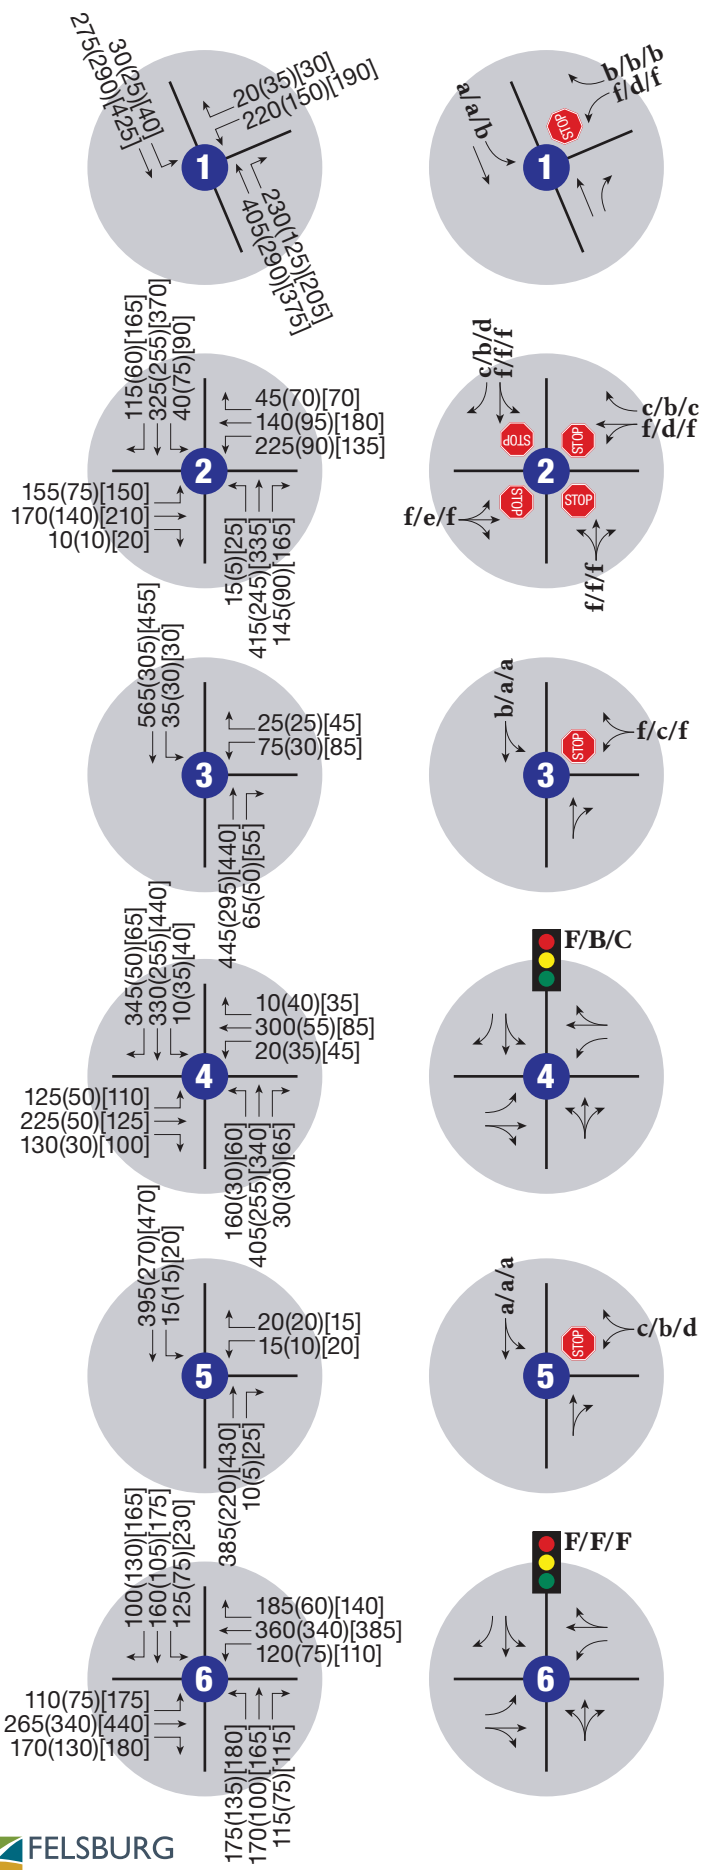 275(290)[425]
30(25)[40]
20(35)[30]
220(150)[190]
230(125)[205]
405(290)[375]
1
a/a/b
b/b/b
f/d/f
STOP
1
115(60)[165]
325(255)[370]
40(75)[90]
45(70)[70]
140(95)[180]
225(90)[135]
155(75)[150]
170(140)[210]
10(10)[20]
15(5)[25]
415(245)[335]
145(90)[165]
2
c/b/d
f/f/f
c/b/c
f/d/f
f/e/f
f/f/f
STOP
STOP
STOP
STOP
2
565(305)[455]
35(30)[30]
25(25)[45]
75(30)[85]
445(295)[440]
65(50)[55]
3
b/a/a
f/c/f
STOP
3
345(50)[65]
330(255)[440]
10(35)[40]
10(40)[35]
300(55)[85]
20(35)[45]
125(50)[110]
225(50)[125]
130(30)[100]
160(30)[60]
405(255)[340]
30(30)[65]
4
F/B/C
4
395(270)[470]
15(15)[20]
20(20)[15]
15(10)[20]
385(220)[430]
10(5)[25]
5
a/a/a
c/b/d
STOP
5
100(130)[165]
160(105)[175]
125(75)[230]
185(60)[140]
360(340)[385]
120(75)[110]
110(75)[175]
265(340)[440]
170(130)[180]
175(135)[180]
170(100)[165]
115(75)[115]
6
F/F/F
6
FELSBURG